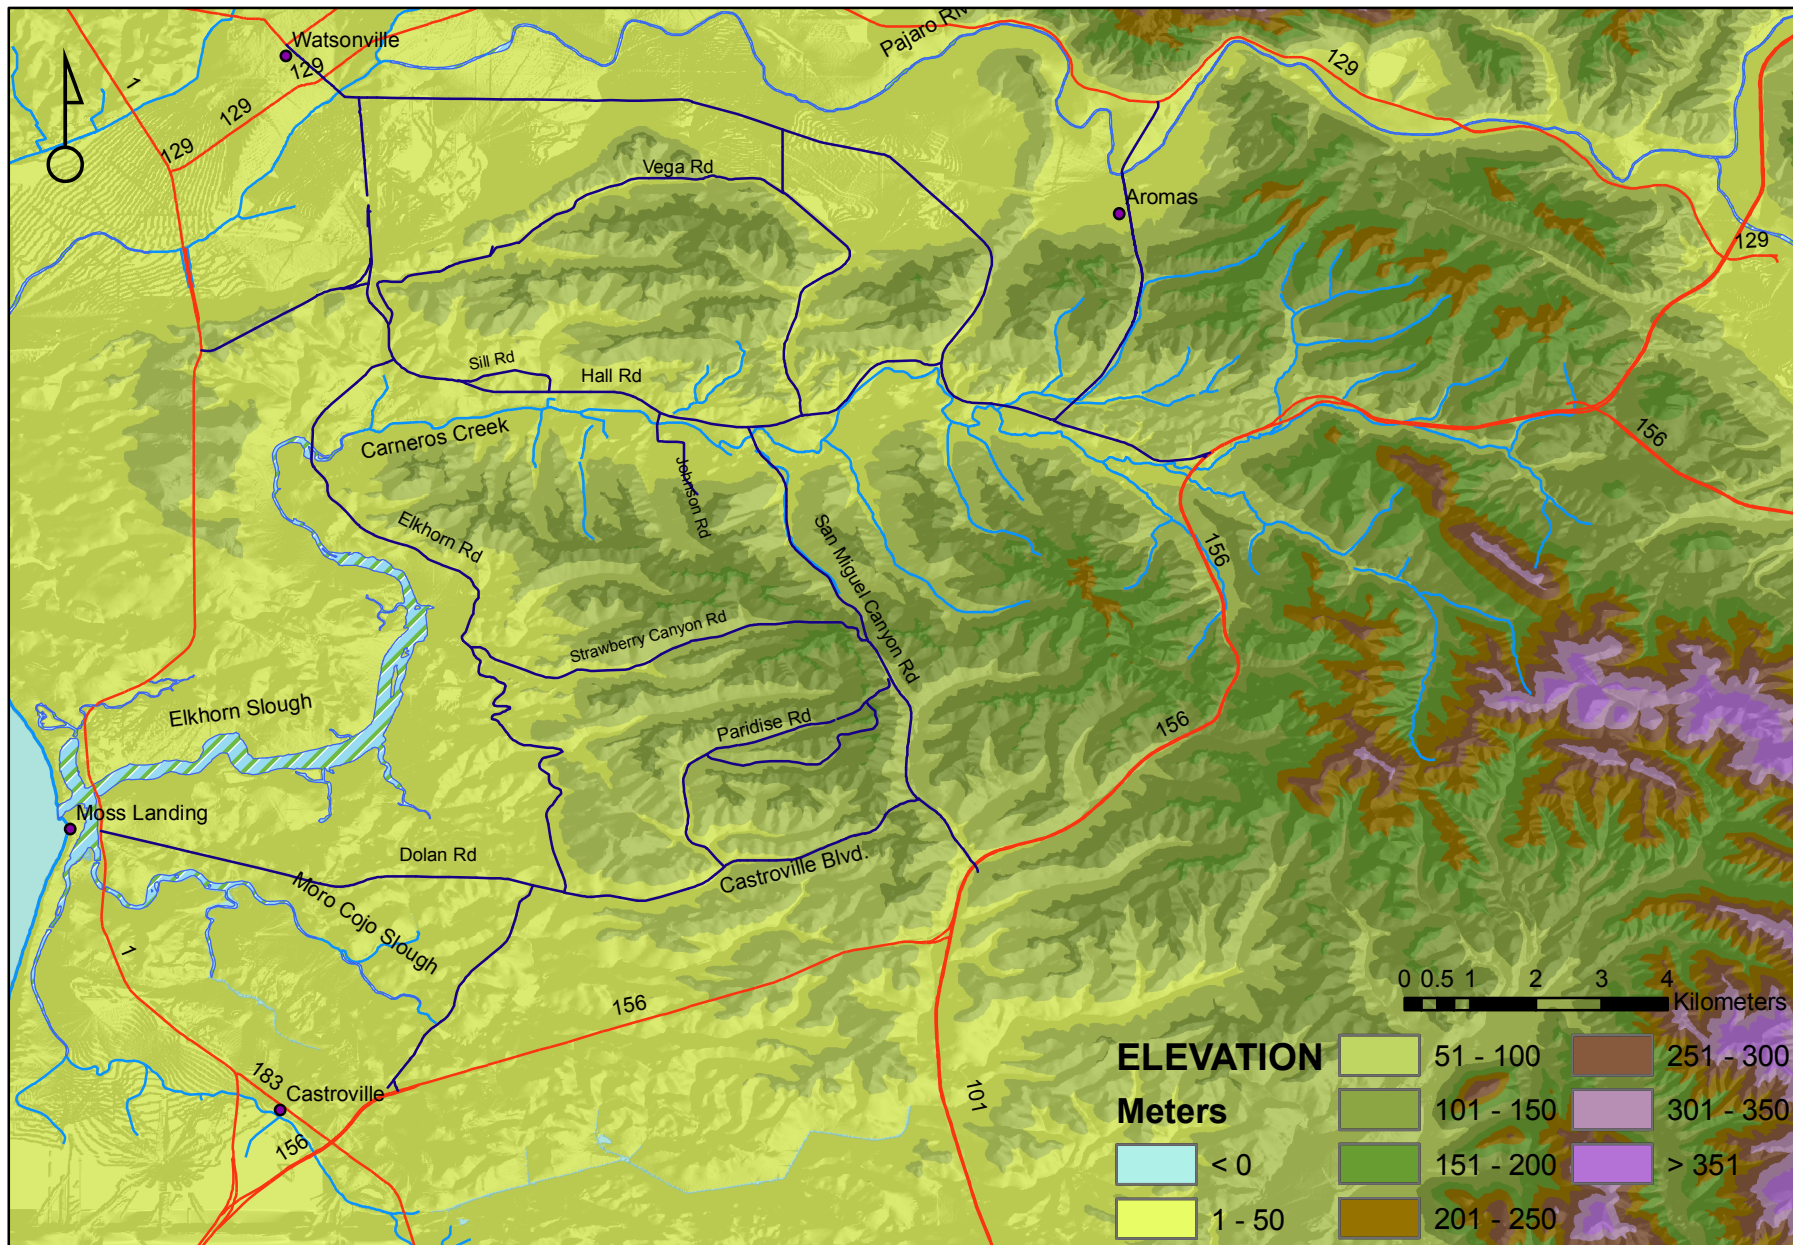 Pajaro Riv
Watsonville
129
1
129
129
129
Vega Rd
Aromas
129
Sill Rd
Hall Rd
Carneros Creek
156
Johnson Rd
Elkhorn Rd
San Miguel Canyon Rd
156
Strawberry Canyon Rd
Elkhorn Slough
Paridise Rd
156
Moss Landing
Dolan Rd
Castroville Blvd.
Moro Cojo Slough
1
156
0 0.5 1 2 3 4
Kilometers
183
Castroville
156
101
ELEVATION
Meters
< 0
1 - 50
51 - 100
101 - 150
151 - 200
201 - 250
251 - 300
301 - 350
> 351